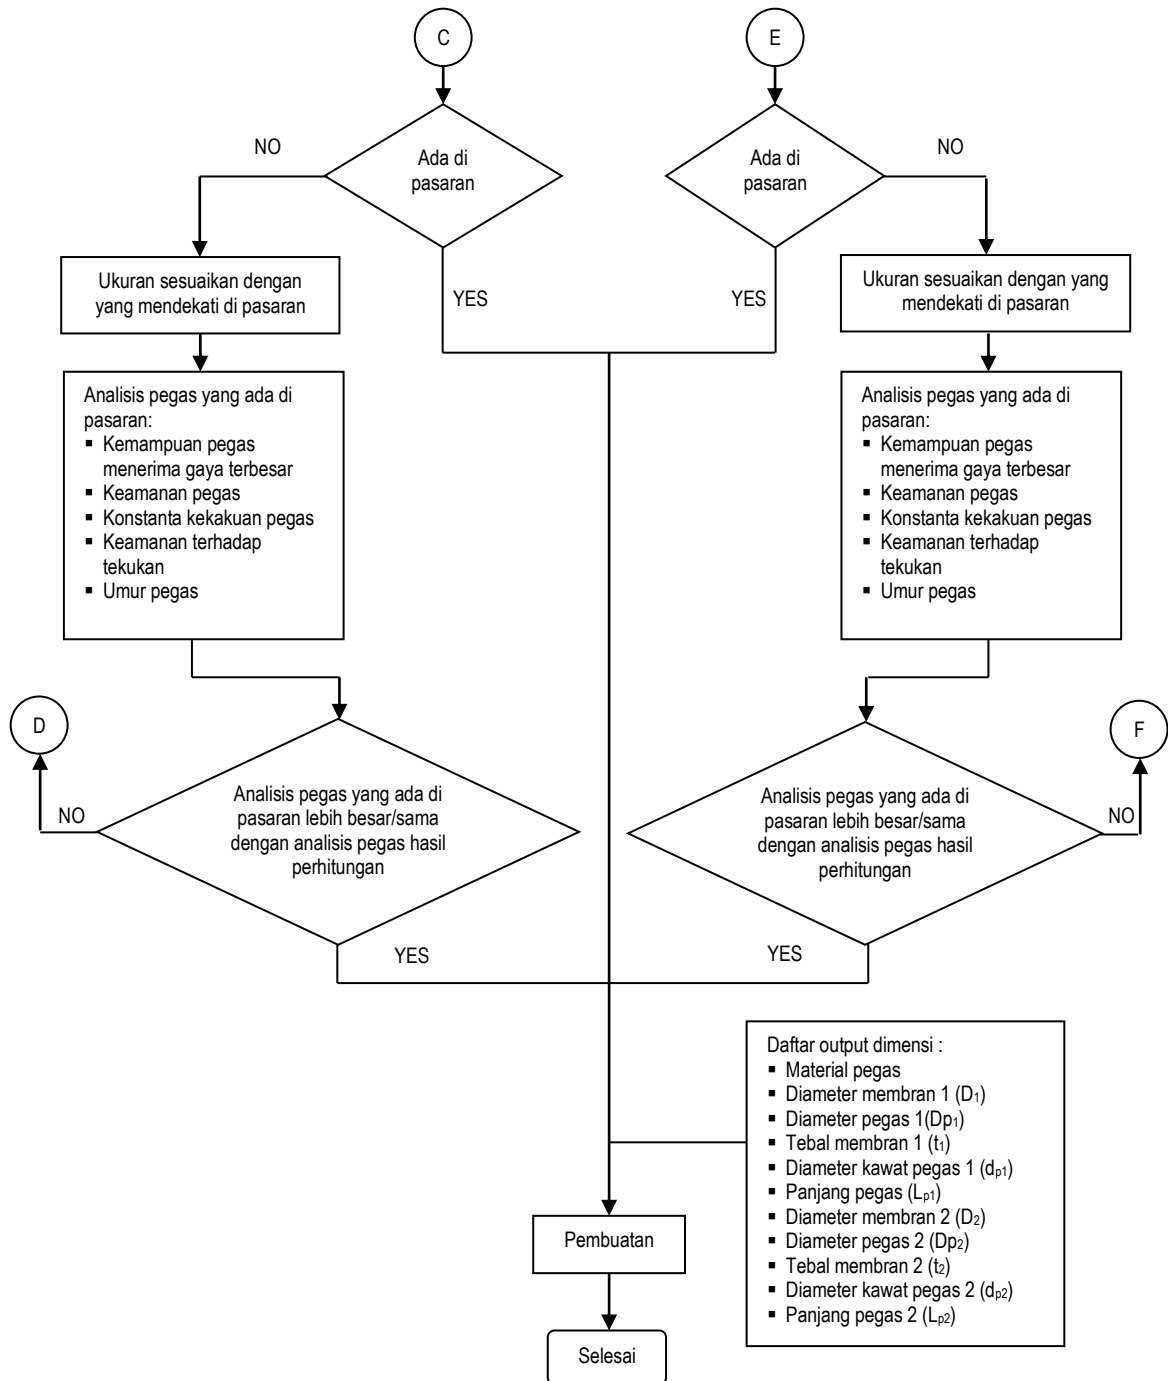 C
E
NO
Ada di
pasaran
Ada di
pasaran
NO
YES
YES
Ukuran sesuaikan dengan
yang mendekati di pasaran
Ukuran sesuaikan dengan yang
mendekati di pasaran
Analisis pegas yang ada di
pasaran:
▪ Kemampuan pegas
menerima gaya terbesar
▪ Keamanan pegas
▪ Konstanta kekakuan pegas
▪ Keamanan terhadap
tekukan
▪ Umur pegas
Analisis pegas yang ada di
pasaran:
▪ Kemampuan pegas
menerima gaya terbesar
▪ Keamanan pegas
▪ Konstanta kekakuan pegas
▪ Keamanan terhadap
tekukan
▪ Umur pegas
D
F
NO
Analisis pegas yang ada di
pasaran lebih besar/sama
dengan analisis pegas hasil
perhitungan
Analisis pegas yang ada di
pasaran lebih besar/sama
dengan analisis pegas hasil
perhitungan
NO
YES
YES
Daftar output dimensi :
▪ Material pegas
▪ Diameter membran 1 (D₁)
▪ Diameter pegas 1(Dp₁)
▪ Tebal membran 1 (t₁)
▪ Diameter kawat pegas 1 (dₚ₁)
▪ Panjang pegas (Lₚ₁)
▪ Diameter membran 2 (D₂)
▪ Diameter pegas 2 (Dp₂)
▪ Tebal membran 2 (t₂)
▪ Diameter kawat pegas 2 (dₚ₂)
▪ Panjang pegas 2 (Lₚ₂)
Pembuatan
Selesai